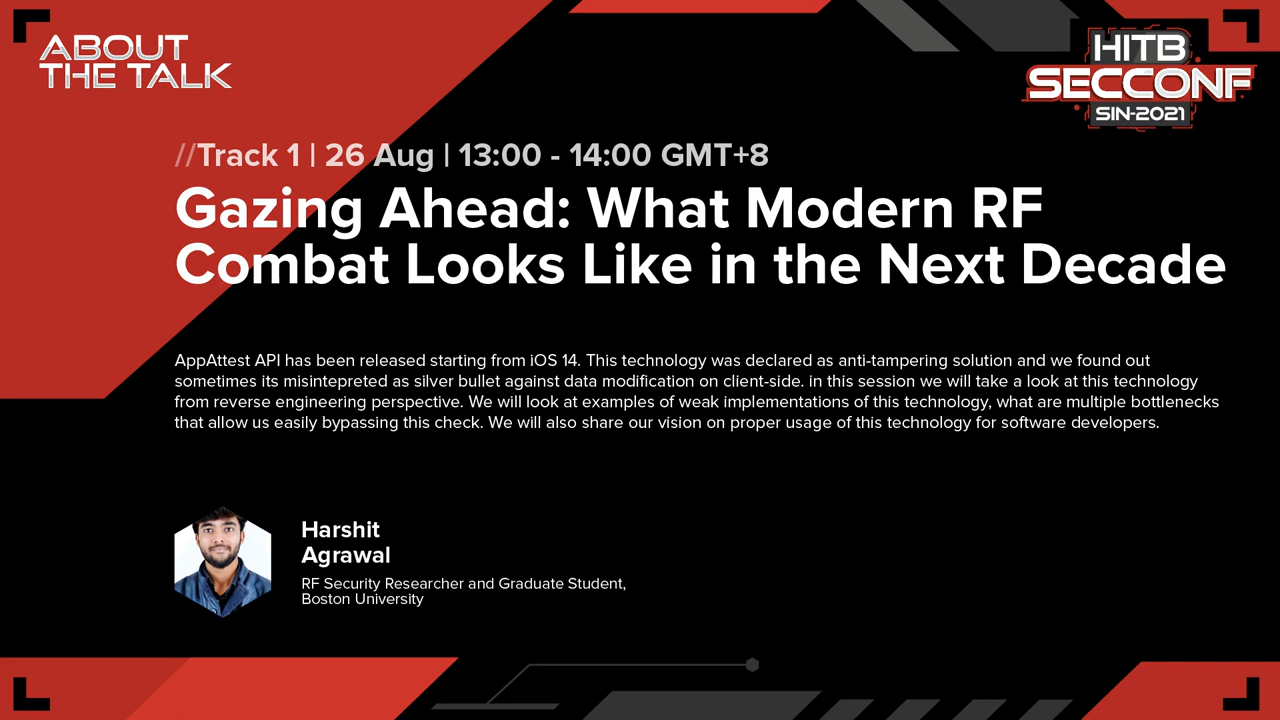 ABOUT
THE TALK
HITB
SECCONF
SIN-2021
//Track 1 | 26 Aug | 13:00 - 14:00 GMT+8
Gazing Ahead: What Modern RF
Combat Looks Like in the Next Decade
AppAttest API has been released starting from iOS 14. This technology was declared as anti-tampering solution and we found out
sometimes its misintepreted as silver bullet against data modification on client-side. in this session we will take a look at this technology
from reverse engineering perspective. We will look at examples of weak implementations of this technology, what are multiple bottlenecks
that allow us easily bypassing this check. We will also share our vision on proper usage of this technology for software developers.
Harshit
Agrawal
RF Security Researcher and Graduate Student,
Boston University